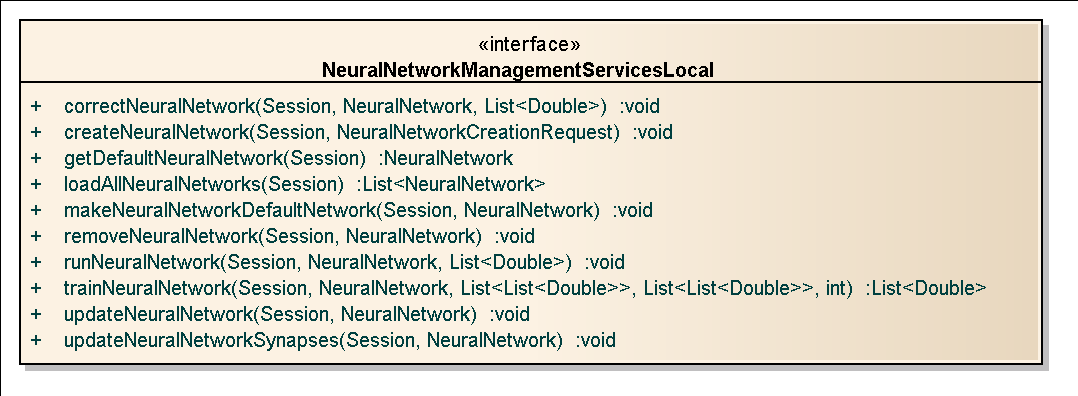 «interface»
NeuralNetworkManagementServicesLocal
+ correctNeuralNetwork(Session, NeuralNetwork, List<Double>) :void
+ createNeuralNetwork(Session, NeuralNetworkCreationRequest) :void
+ getDefaultNeuralNetwork(Session) :NeuralNetwork
+ loadAllNeuralNetworks(Session) :List<NeuralNetwork>
+ makeNeuralNetworkDefaultNetwork(Session, NeuralNetwork) :void
+ removeNeuralNetwork(Session, NeuralNetwork) :void
+ runNeuralNetwork(Session, NeuralNetwork, List<Double>) :void
+ trainNeuralNetwork(Session, NeuralNetwork, List<List<Double>>, List<List<Double>>, int) :List<Double>
+ updateNeuralNetwork(Session, NeuralNetwork) :void
+ updateNeuralNetworkSynapses(Session, NeuralNetwork) :void